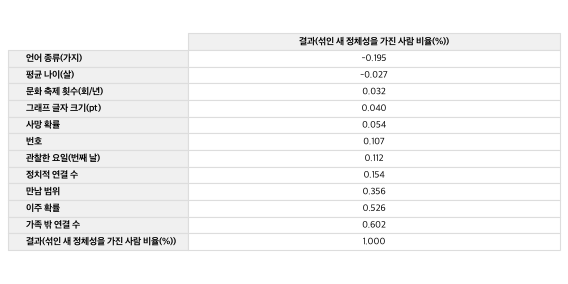 결과(섞인 새 정체성을 가진 사람 비율(%))
언어 종류(가지) -0.195
평균 나이(살) -0.027
문화 축제 횟수(회/년) 0.032
그래프 글자 크기(pt) 0.040
사망 확률 0.054
번호 0.107
관찰한 요일(번째 날) 0.112
정치적 연결 수 0.154
만남 범위 0.356
이주 확률 0.526
가족 밖 연결 수 0.602
결과(섞인 새 정체성을 가진 사람 비율(%)) 1.000